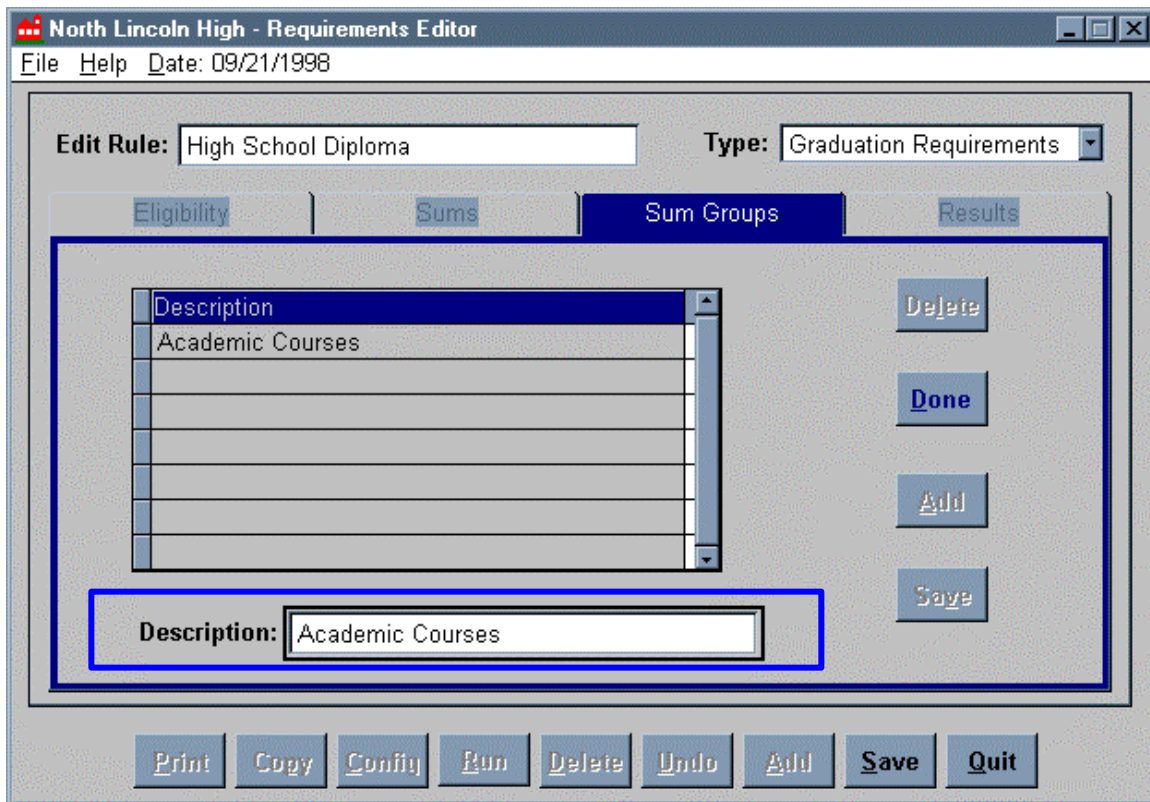 North Lincoln High - Requirements Editor
File Help Date: 09/21/1998
Edit Rule: High School Diploma Type: Graduation Requirements
Eligibility Sums Sum Groups Results
Description
Academic Courses
Delete
Done
Add
Save
Description: Academic Courses
Print Copy Config Run Delete Undo Add Save Quit